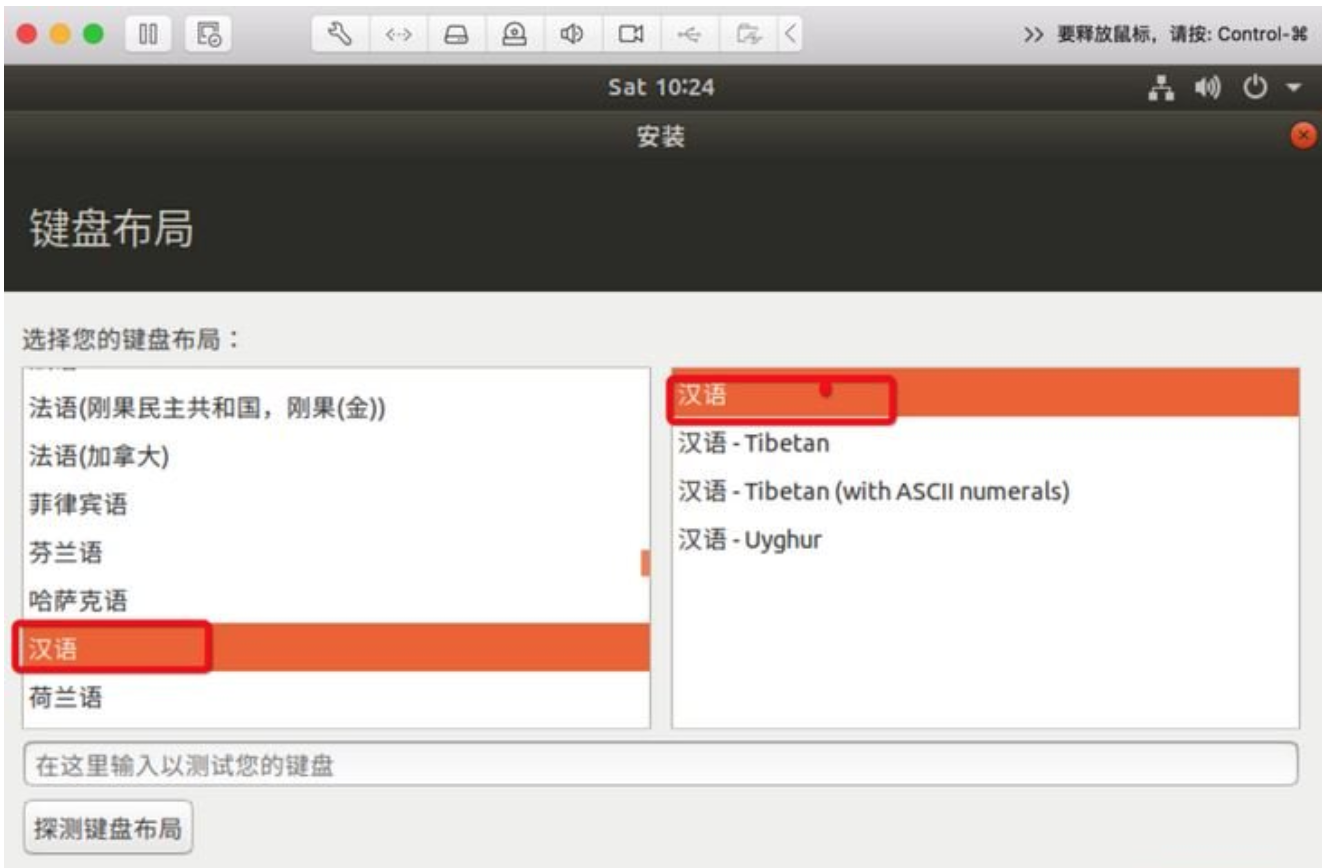 >> 要释放鼠标，请按: Control-⌘
Sat 10:24
安装
键盘布局
选择您的键盘布局：
法语(刚果民主共和国，刚果(金))
法语(加拿大)
菲律宾语
芬兰语
哈萨克语
汉语
荷兰语
汉语
汉语 - Tibetan
汉语 - Tibetan (with ASCII numerals)
汉语 - Uyghur
在这里输入以测试您的键盘
探测键盘布局